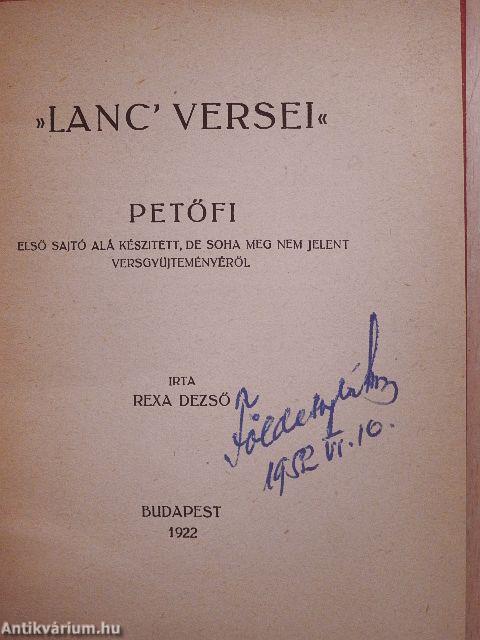 »LANC' VERSEI«
PETŐFI
ELSŐ SAJTÓ ALÁ KÉSZITETT, DE SOHA MEG NEM JELENT
VERSGYÜJTEMÉNYÉRŐL
IRTA
REXA DEZSŐ
1952 VI. 10.
BUDAPEST
1922
Antikvárium.hu